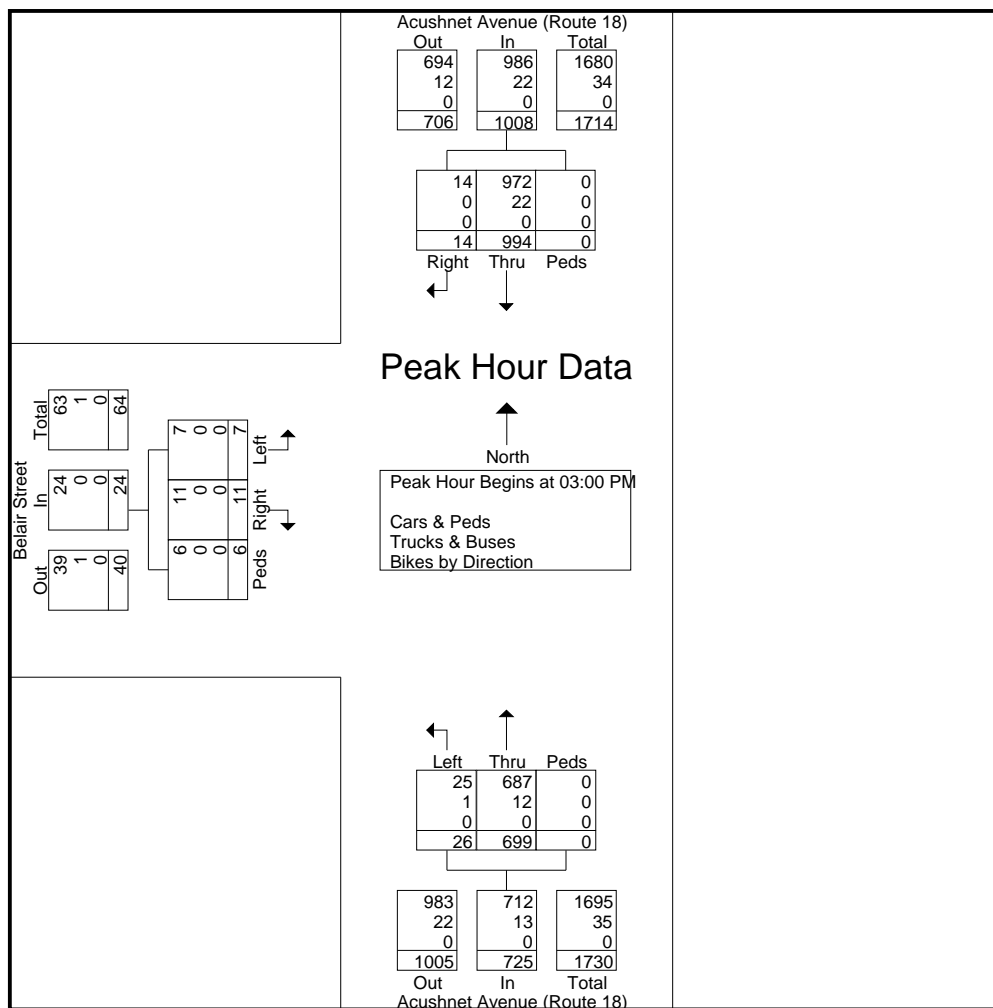 Acushnet Avenue (Route 18)
Out In Total
694 986 1680
12 22 34
0 0 0
706 1008 1714
14 972 0
0 22 0
0 0 0
14 994 0
Right Thru Peds
Peak Hour Data
North
Peak Hour Begins at 03:00 PM
Cars & Peds
Trucks & Buses
Bikes by Direction
Belair Street
Out In Total
39 24 63
1 0 1
0 0 0
40 24 64
6 11 7
0 0 0
0 0 0
6 11 7
Peds Right Left
Left Thru Peds
25 687 0
1 12 0
0 0 0
26 699 0
983 712 1695
22 13 35
0 0 0
1005 725 1730
Out In Total
Acushnet Avenue (Route 18)